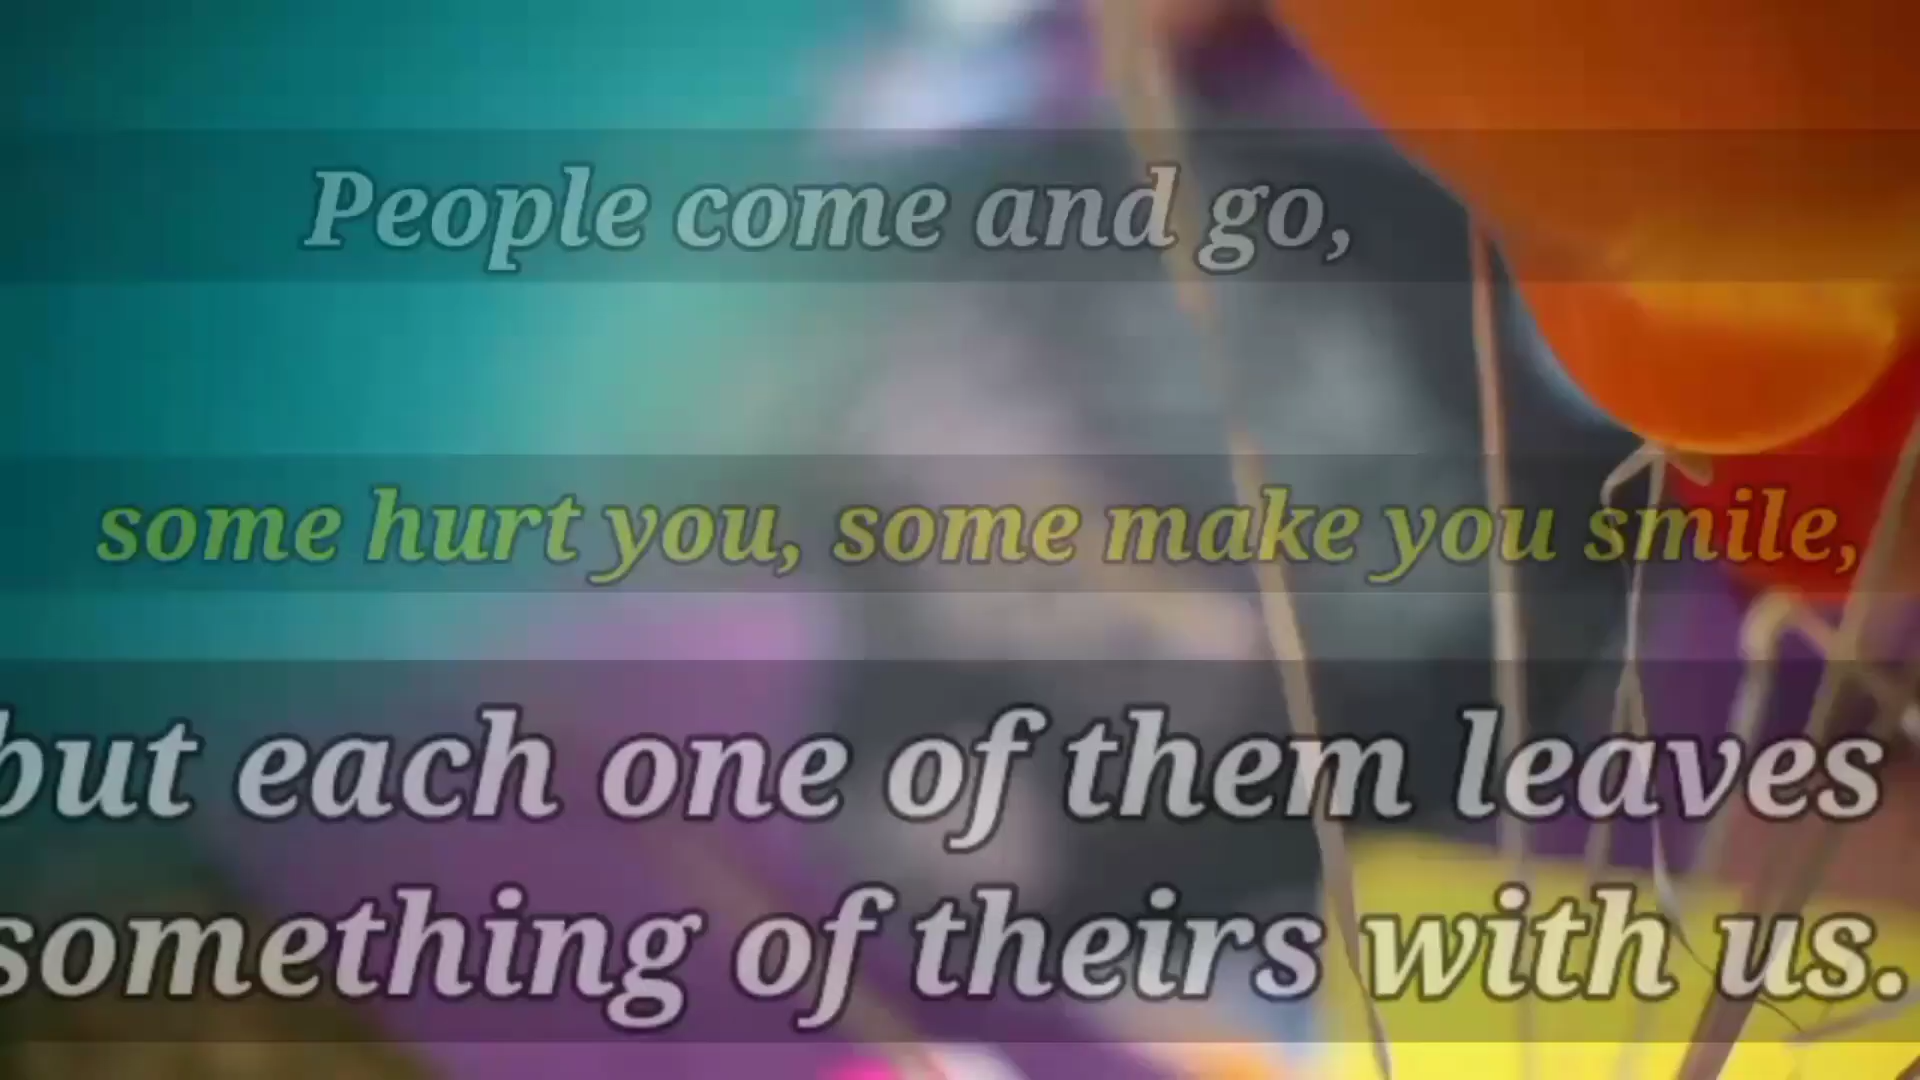 People come and go,
some hurt you, some make you smile,
but each one of them leaves
something of theirs with us.